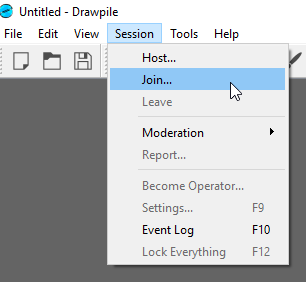 Untitled - Drawpile
File Edit View Session Tools Help
Host...
Join...
Leave
Moderation
Report...
Become Operator...
Settings... F9
Event Log F10
Lock Everything F12